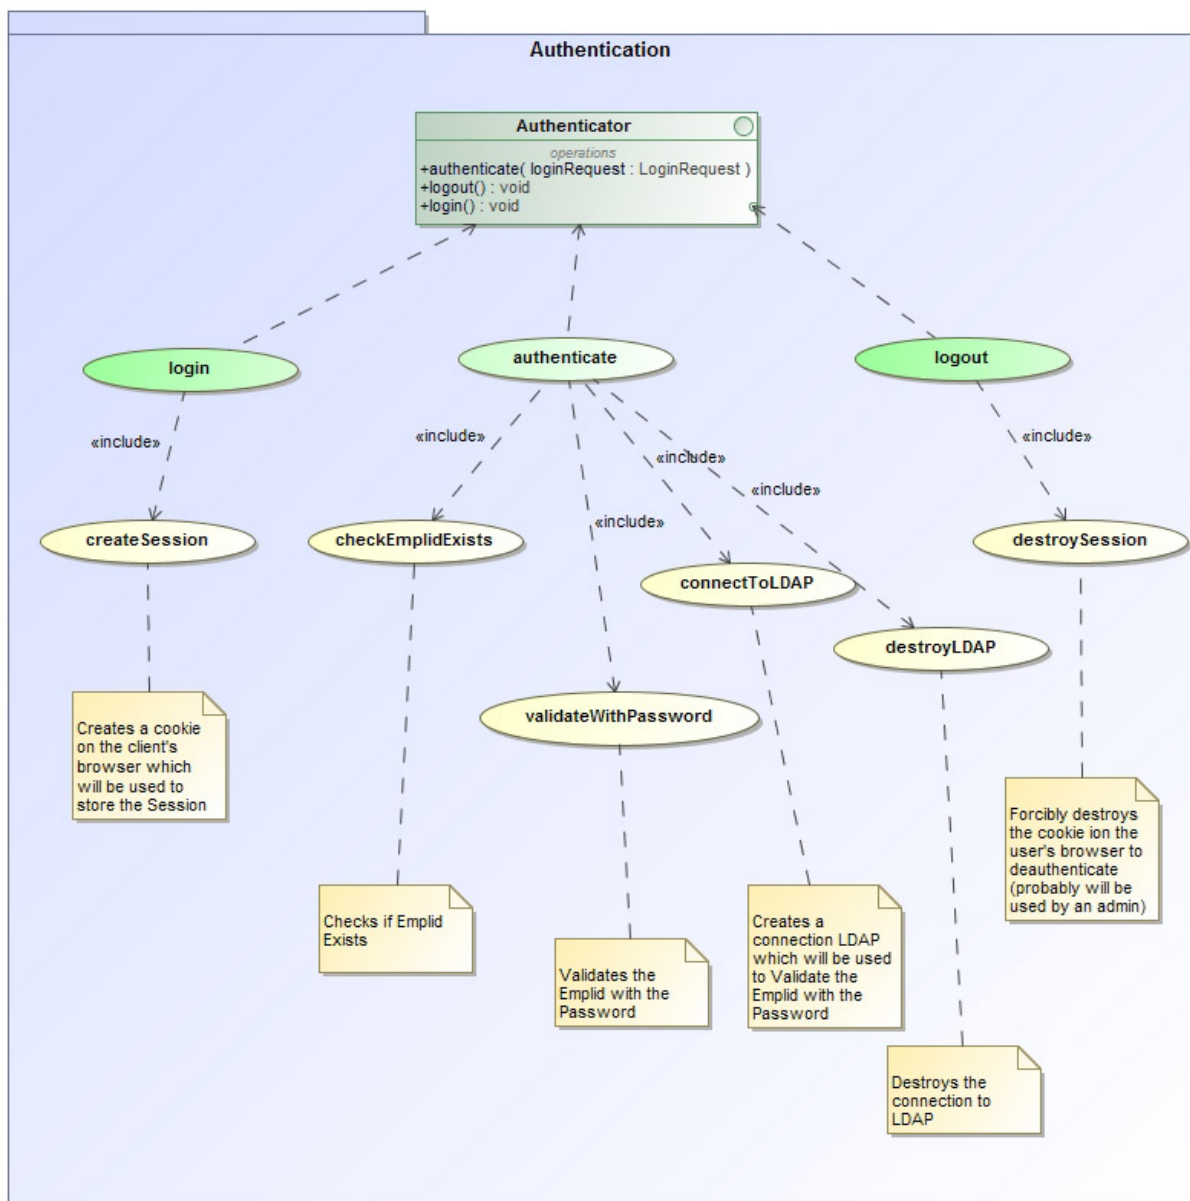 Authentication
Authenticator
operations
+authenticate( loginRequest : LoginRequest )
+logout() : void
+login() : void
login
authenticate
logout
«include»
«include»
«include»
«include»
«include»
«include»
createSession
checkEmplidExists
connectToLDAP
destroySession
destroyLDAP
validateWithPassword
Creates a cookie
on the client's
browser which
will be used to
store the Session
Checks if Emplid
Exists
Validates the
Emplid with the
Password
Creates a
connection LDAP
which will be used
to Validate the
Emplid with the
Password
Forcibly destroys
the cookie ion the
user's browser to
deauthenticate
(probably will be
used by an admin)
Destroys the
connection to
LDAP